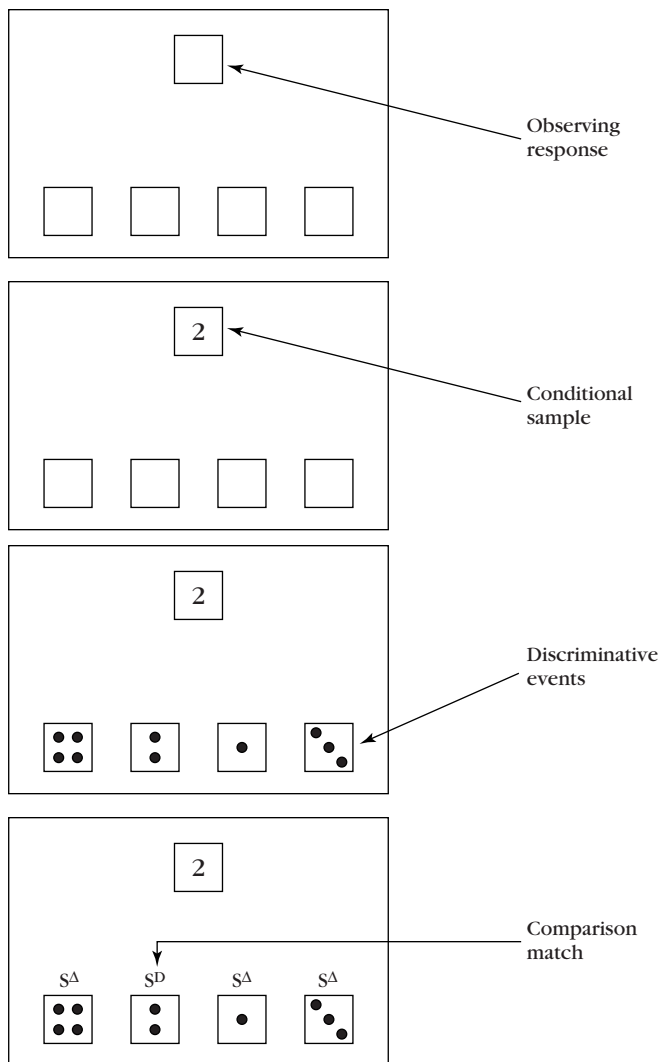 Observing
response
2
Conditional
sample
2
Discriminative
events
2
Comparison
match
SΔ SD SΔ SΔ